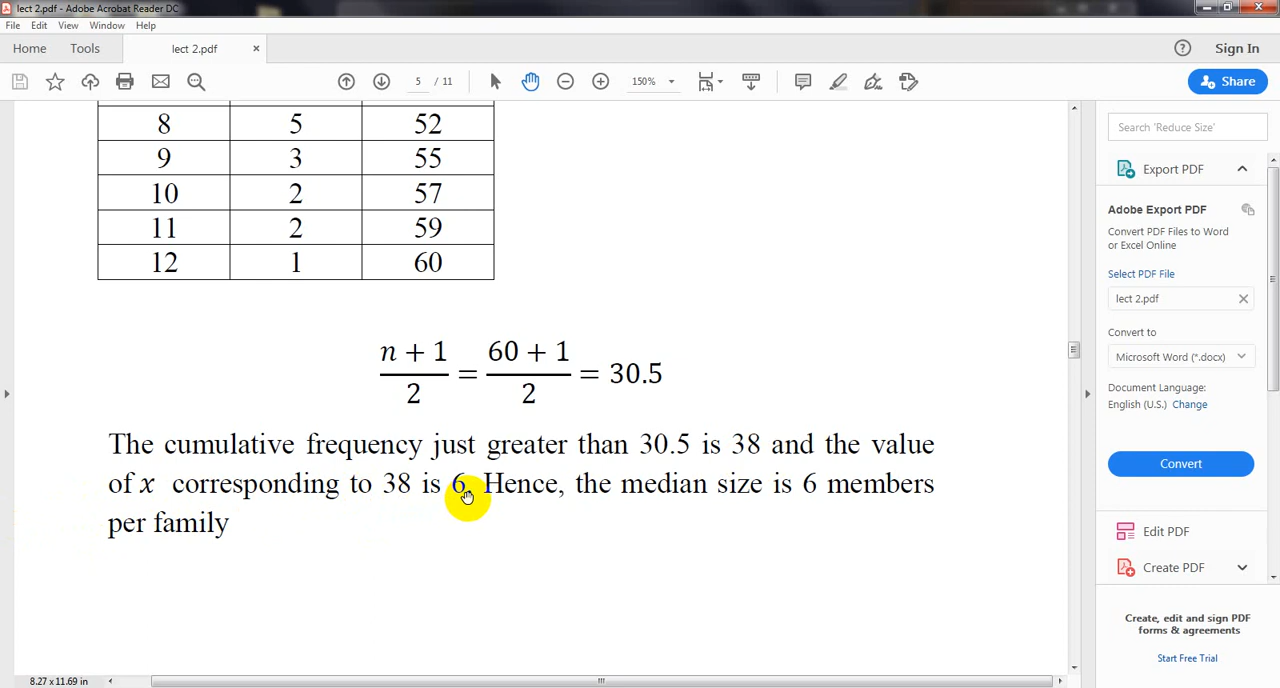 lect 2.pdf - Adobe Acrobat Reader DC
File Edit View Window Help
Home Tools lect 2.pdf × Sign In
5 / 11 150% Share
8 5 52
9 3 55
10 2 57
11 2 59
12 1 60
n + 1 / 2 = 60 + 1 / 2 = 30.5
The cumulative frequency just greater than 30.5 is 38 and the value
of x corresponding to 38 is 6. Hence, the median size is 6 members
per family
8.27 x 11.69 in
Search 'Reduce Size'
Export PDF
Adobe Export PDF
Convert PDF Files to Word
or Excel Online
Select PDF File
lect 2.pdf
Convert to
Microsoft Word (*.docx)
Document Language:
English (U.S.) Change
Convert
Edit PDF
Create PDF
Create, edit and sign PDF
forms & agreements
Start Free Trial